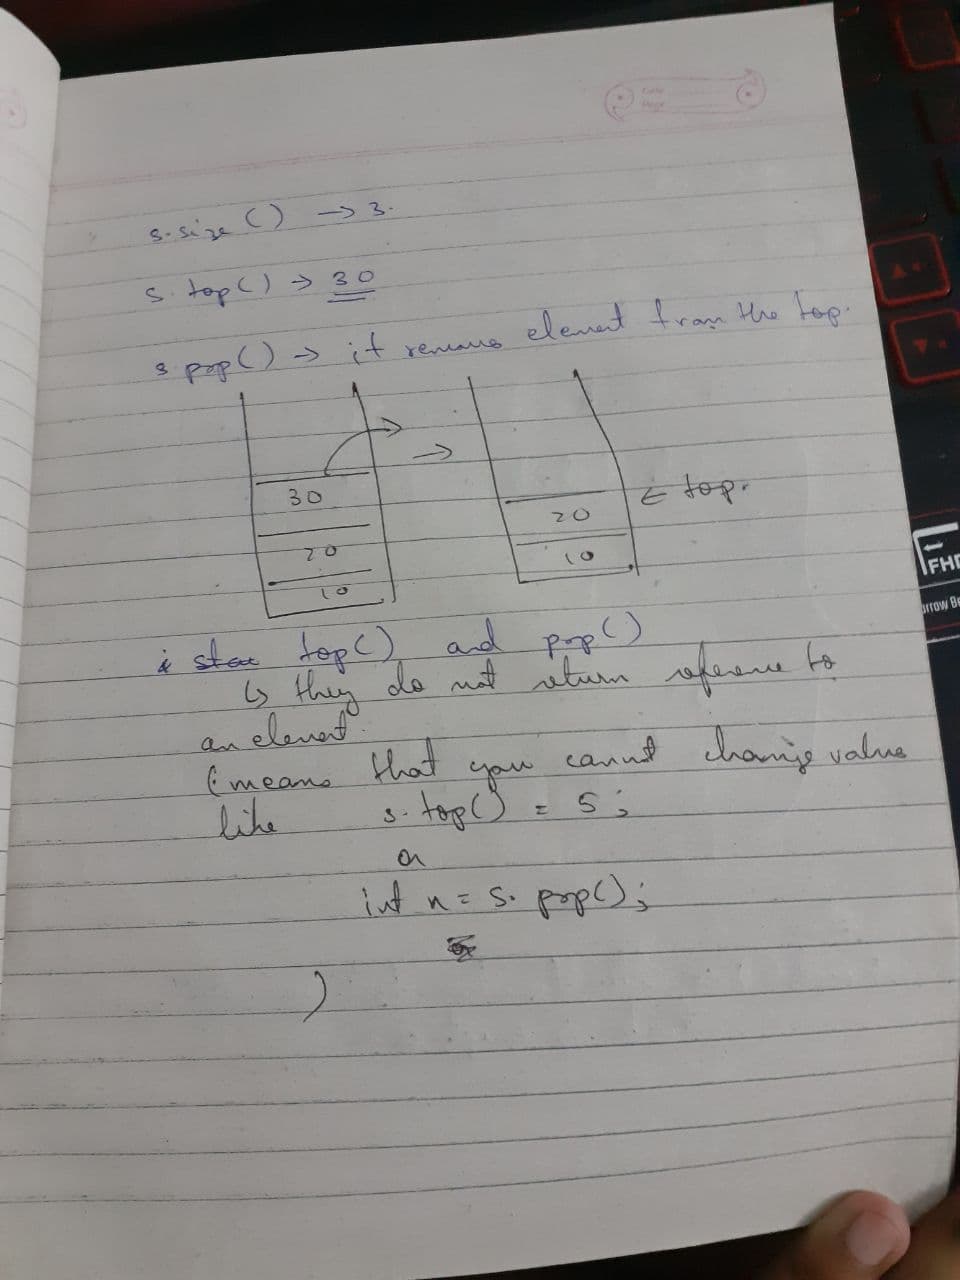 Date
Page
s.size() → 3.
s.top() → 30
s pop() → it removes element from the top.
30
20
10
→
20
10
← top.
top() and pop()
↳ they do not return reference to
an element.
(means that you cannot change value
like s.top() = 5;
or
int n = s.pop();
)
FHD
arrow Be